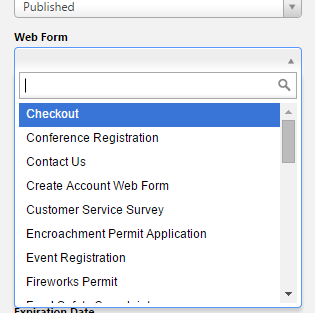 Published
Web Form
Checkout
Conference Registration
Contact Us
Create Account Web Form
Customer Service Survey
Encroachment Permit Application
Event Registration
Fireworks Permit
Expiration Date